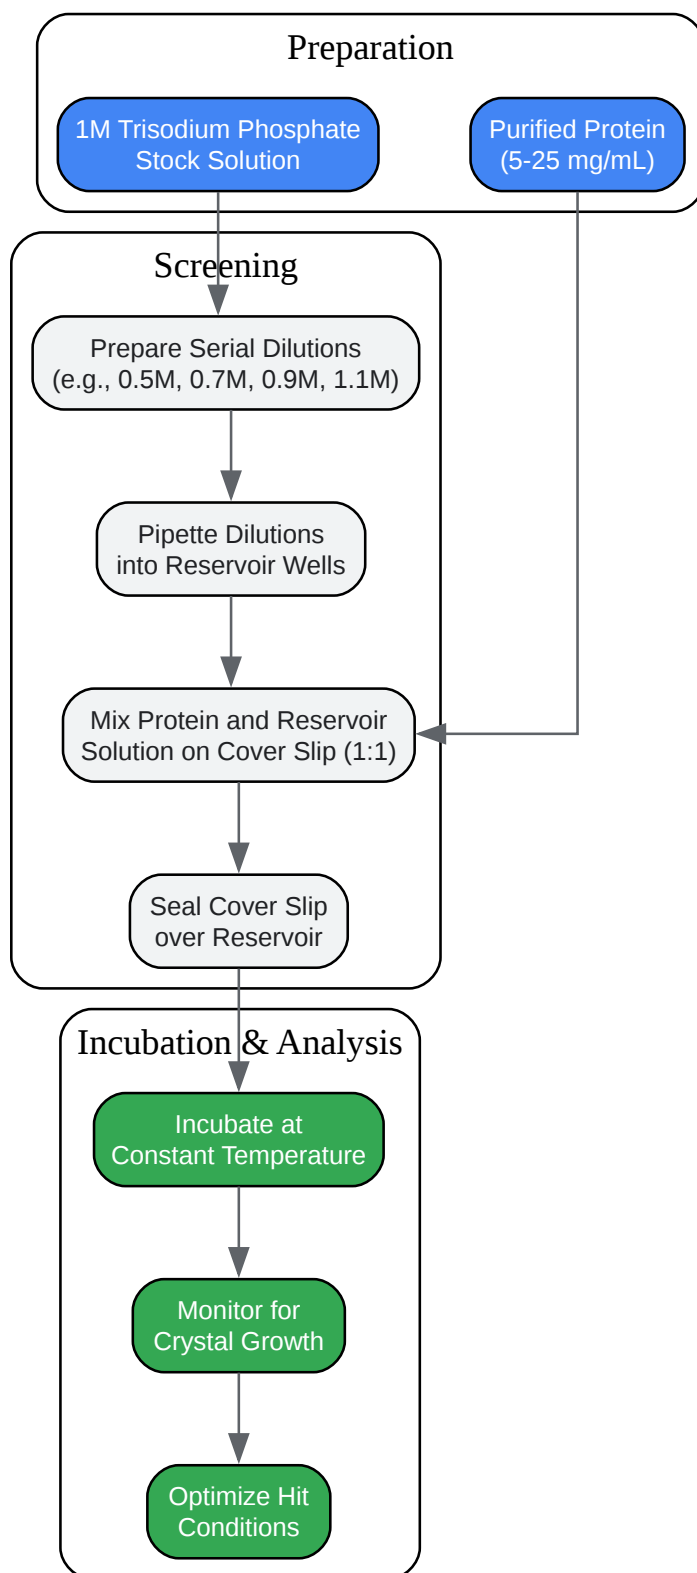 Preparation
1M Trisodium Phosphate
Stock Solution
Purified Protein
(5-25 mg/mL)
Screening
Prepare Serial Dilutions
(e.g., 0.5M, 0.7M, 0.9M, 1.1M)
Pipette Dilutions
into Reservoir Wells
Mix Protein and Reservoir
Solution on Cover Slip (1:1)
Seal Cover Slip
over Reservoir
Incubation & Analysis
Incubate at
Constant Temperature
Monitor for
Crystal Growth
Optimize Hit
Conditions